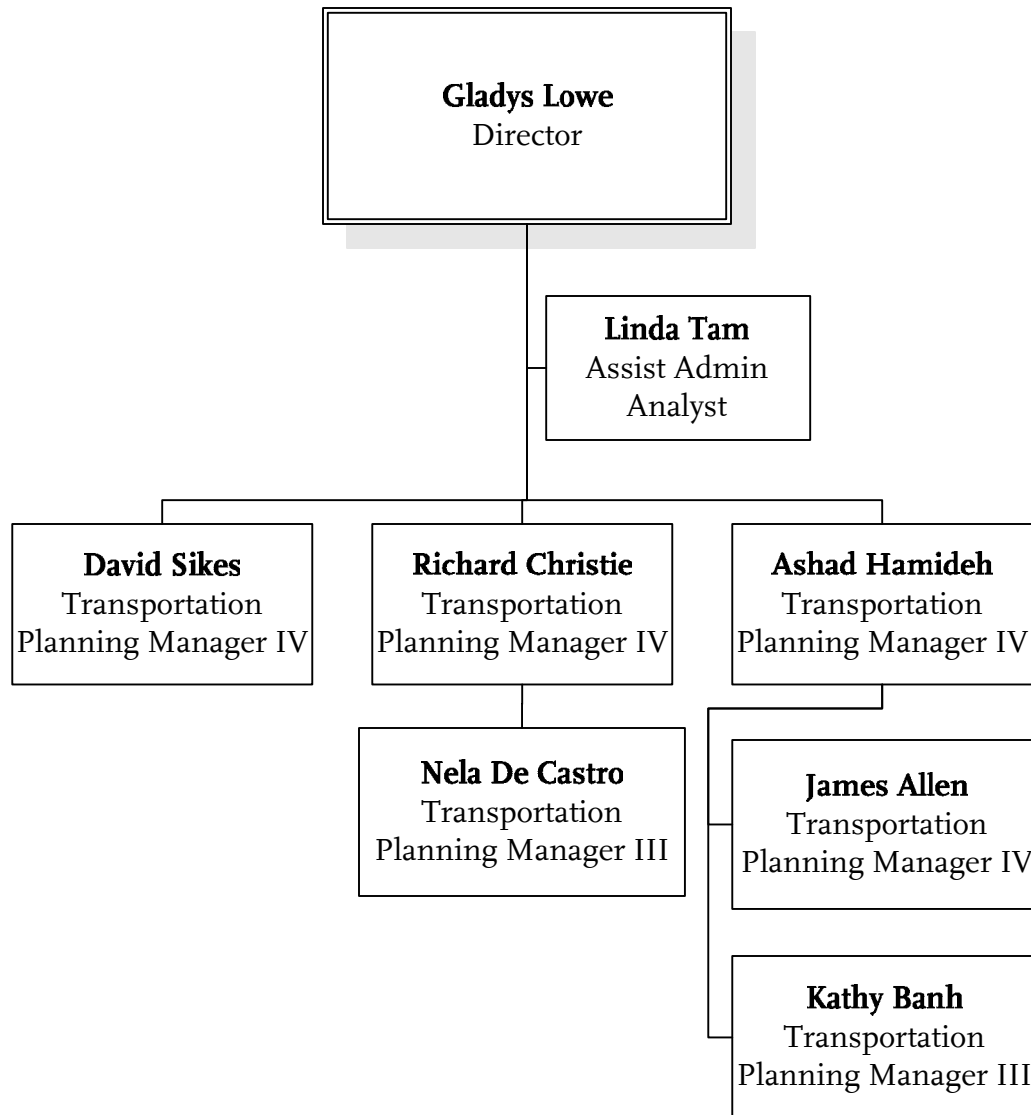 Gladys Lowe
Director
Linda Tam
Assist Admin
Analyst
David Sikes
Transportation
Planning Manager IV
Richard Christie
Transportation
Planning Manager IV
Ashad Hamideh
Transportation
Planning Manager IV
Nela De Castro
Transportation
Planning Manager III
James Allen
Transportation
Planning Manager IV
Kathy Banh
Transportation
Planning Manager III